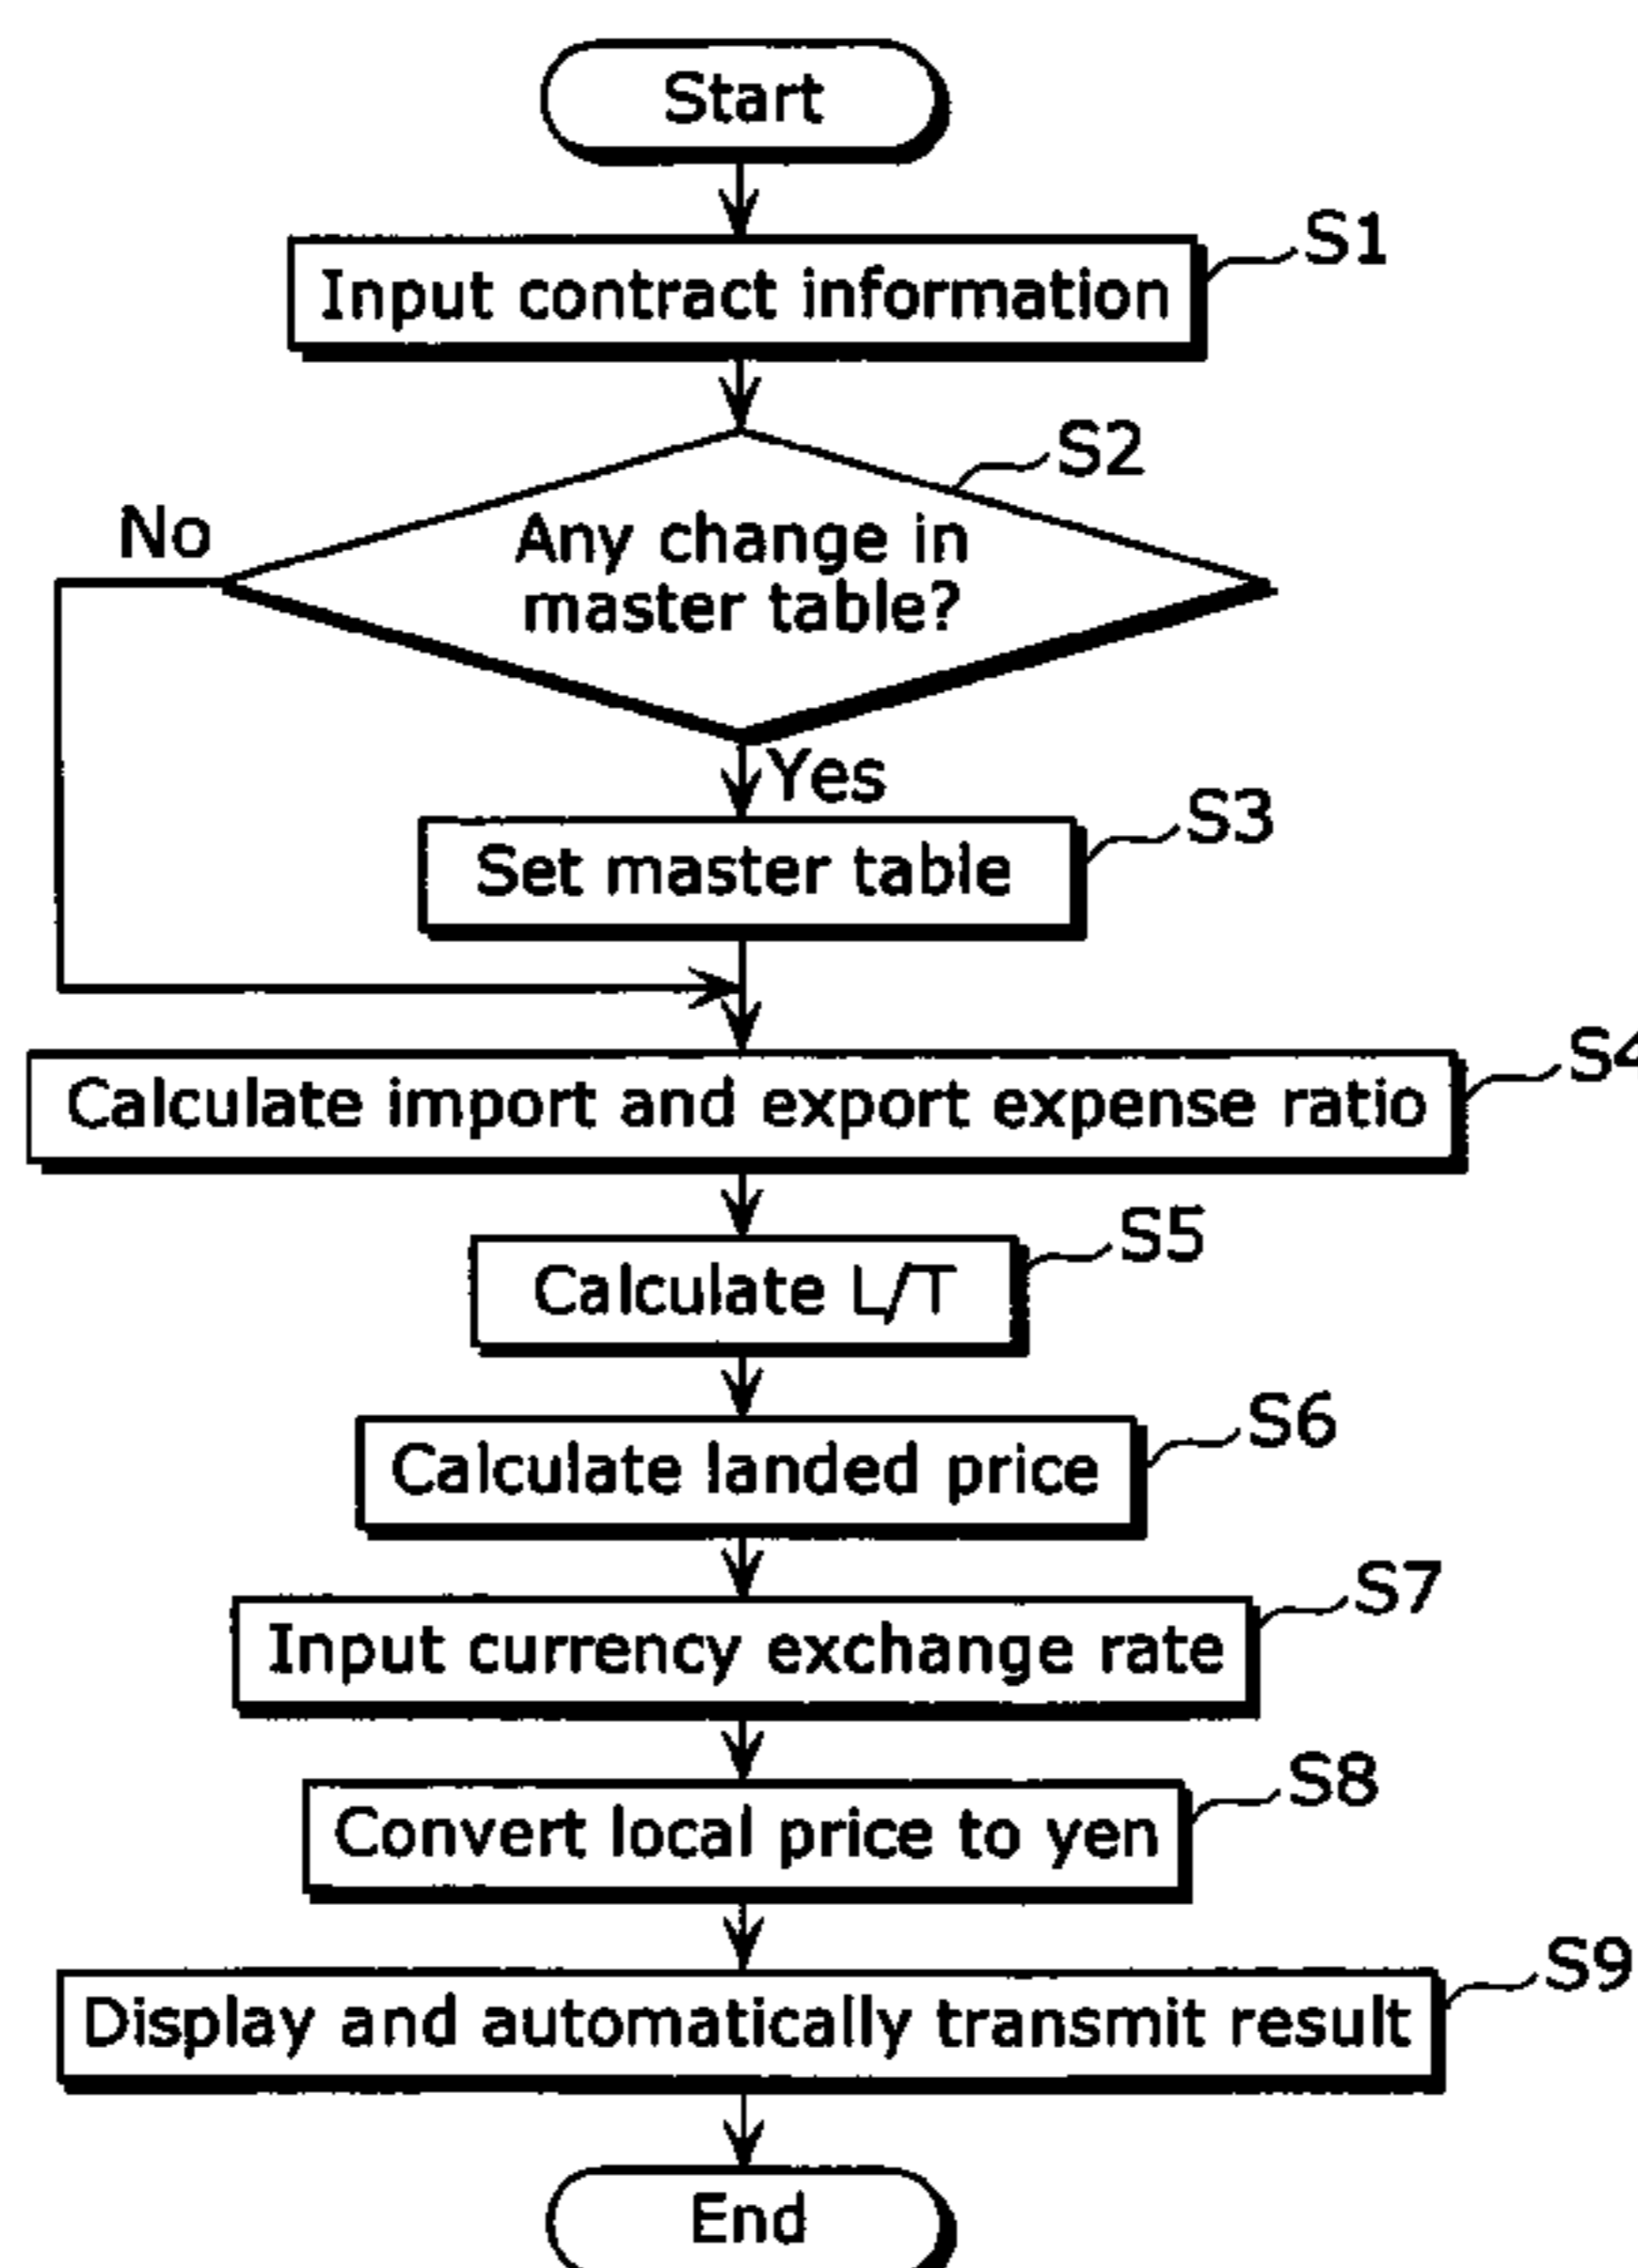 Start
Input contract information
S1
S2
No
Any change in
master table?
Yes
S3
Set master table
S4
Calculate import and export expense ratio
S5
Calculate L/T
S6
Calculate landed price
S7
Input currency exchange rate
S8
Convert local price to yen
S9
Display and automatically transmit result
End